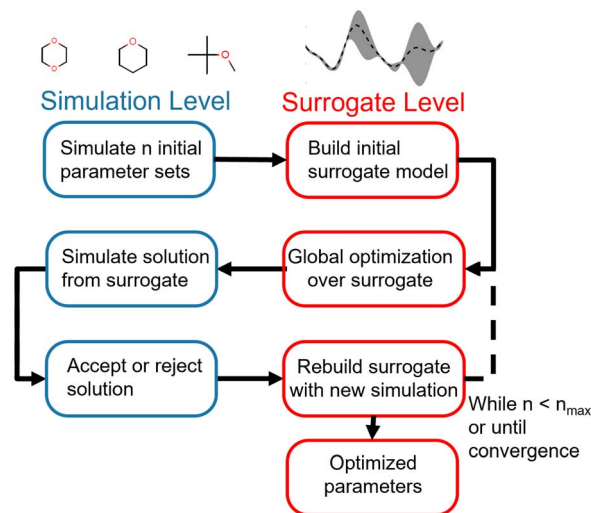 O
O
O
O
Simulation Level
Surrogate Level
Simulate n initial
parameter sets
Build initial
surrogate model
Simulate solution
from surrogate
Global optimization
over surrogate
Accept or reject
solution
Rebuild surrogate
with new simulation
While n < nmax
or until
convergence
Optimized
parameters